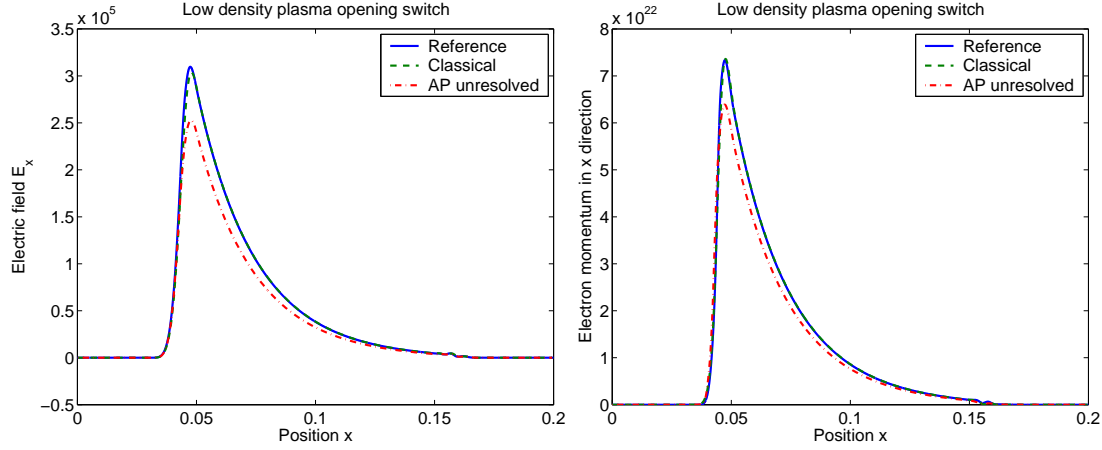 Low density plasma opening switch
x 10^5
3.5
3
2.5
2
1.5
1
0.5
0
−0.5
Electric field E_x
0
0.05
0.1
0.15
0.2
Position x
Reference
Classical
AP unresolved
Low density plasma opening switch
x 10^22
8
7
6
5
4
3
2
1
0
Electron momentum in x direction
0
0.05
0.1
0.15
0.2
Position x
Reference
Classical
AP unresolved